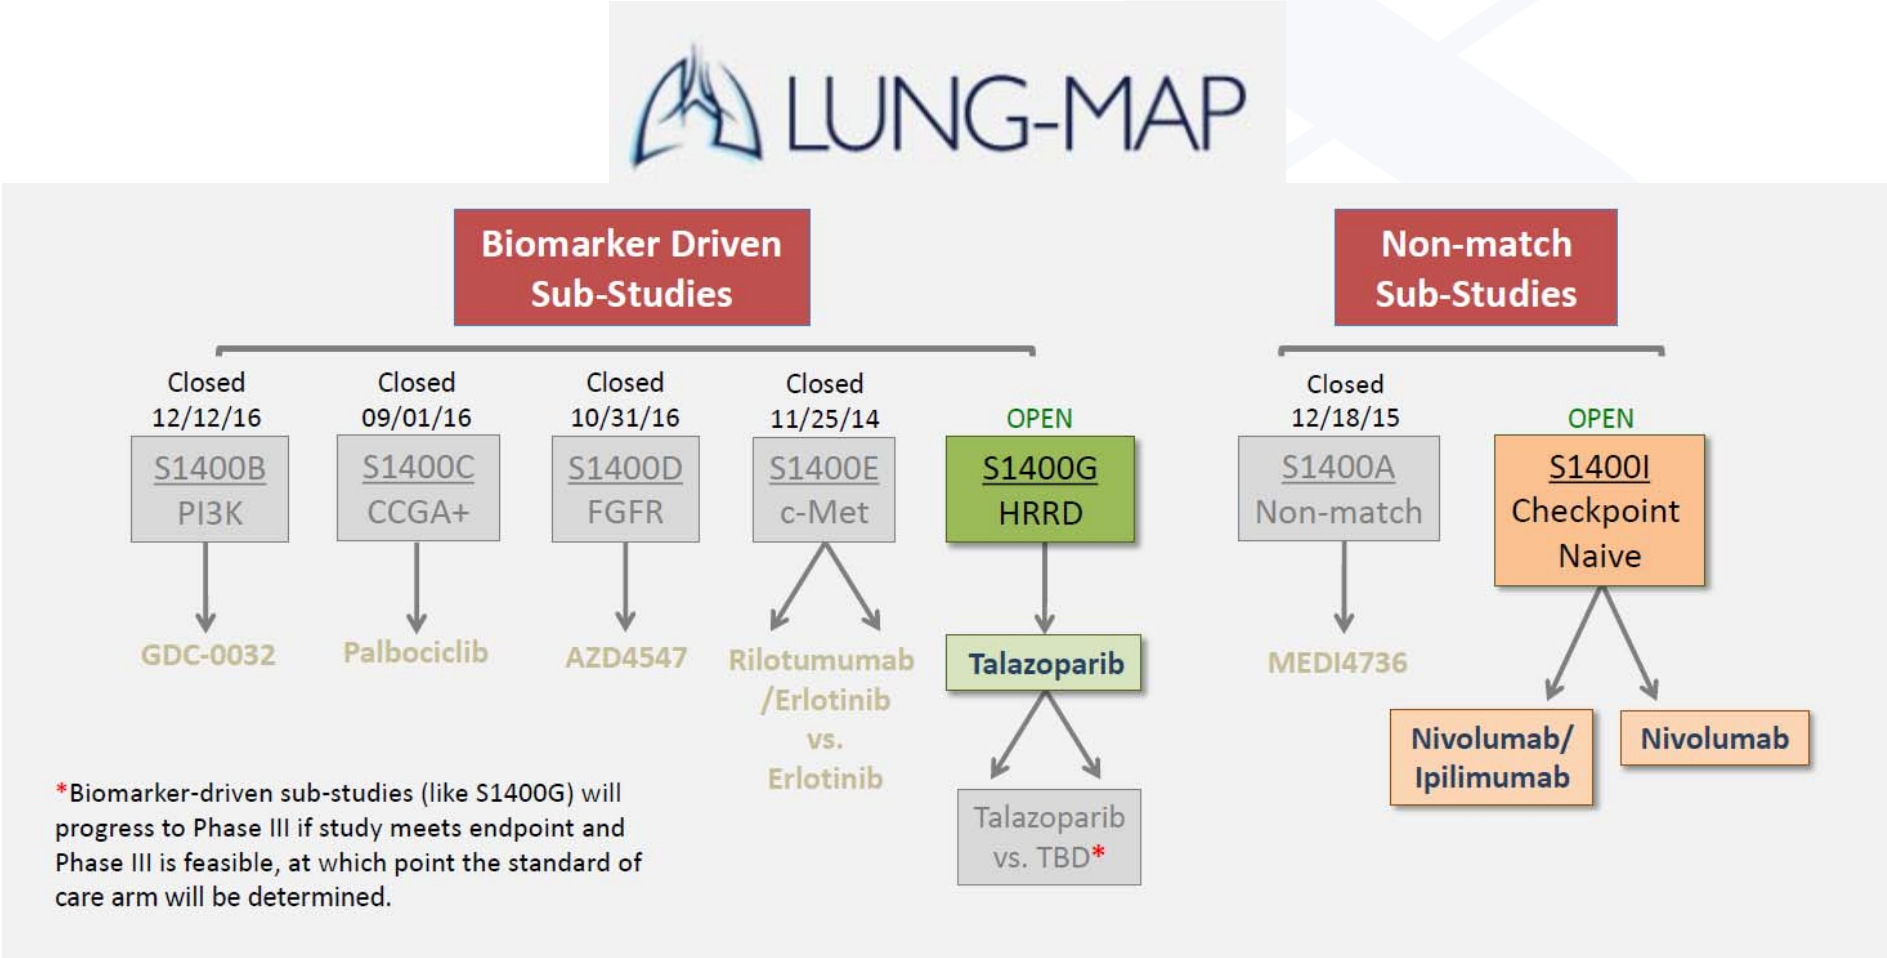 LUNG-MAP
Biomarker Driven
Sub-Studies
Closed
12/12/16
S1400B
PI3K
GDC-0032
Closed
09/01/16
S1400C
CCGA+
Palbociclib
Closed
10/31/16
S1400D
FGFR
AZD4547
Closed
11/25/14
S1400E
c-Met
Rilotumumab
/Erlotinib
vs.
Erlotinib
OPEN
S1400G
HRRD
Talazoparib
Talazoparib
vs. TBD*
Non-match
Sub-Studies
Closed
12/18/15
S1400A
Non-match
MEDI4736
OPEN
S1400I
Checkpoint
Naive
Nivolumab/
Ipilimumab
Nivolumab
*Biomarker-driven sub-studies (like S1400G) will
progress to Phase III if study meets endpoint and
Phase III is feasible, at which point the standard of
care arm will be determined.